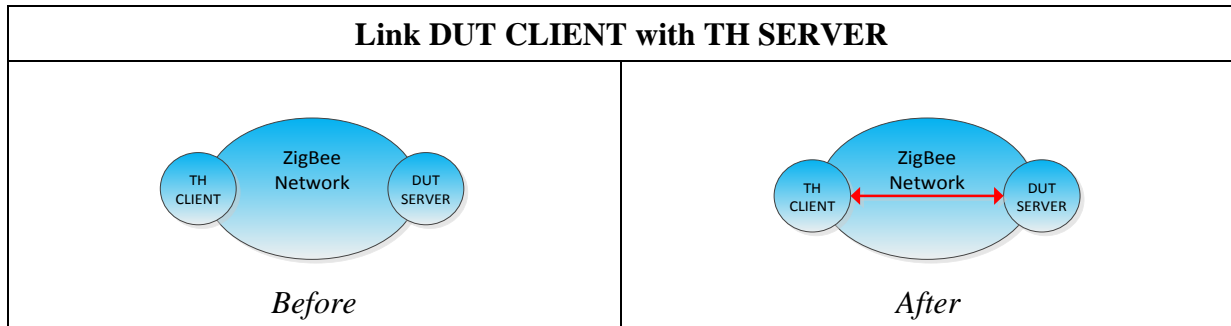 Link DUT CLIENT with TH SERVER
ZigBee
Network
TH
CLIENT
DUT
SERVER
Before
ZigBee
Network
TH
CLIENT
DUT
SERVER
After